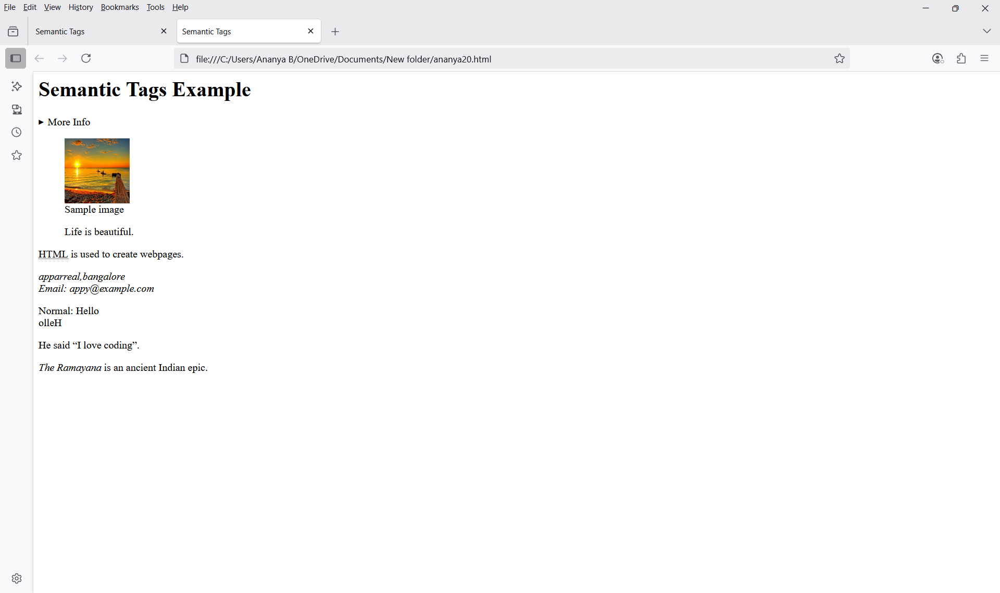 File Edit View History Bookmarks Tools Help
Semantic Tags
Semantic Tags
file:///C:/Users/Ananya B/OneDrive/Documents/New folder/ananya20.html
Semantic Tags Example
More Info
Sample image
Life is beautiful.
HTML is used to create webpages.
apparreal,bangalore
Email: appy@example.com
Normal: Hello
olleH
He said “I love coding”.
The Ramayana is an ancient Indian epic.